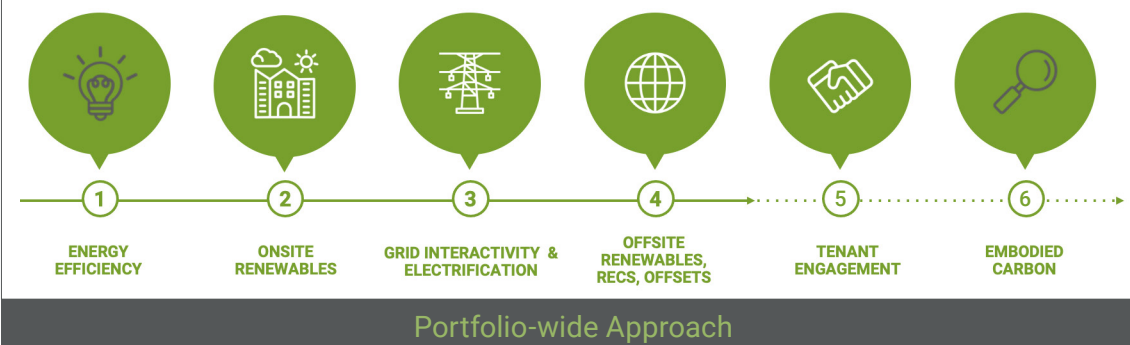 1
2
3
4
5
6
ENERGY
EFFICIENCY
ONSITE
RENEWABLES
GRID INTERACTIVITY &
ELECTRIFICATION
OFFSITE
RENEWABLES,
RECS, OFFSETS
TENANT
ENGAGEMENT
EMBODIED
CARBON
Portfolio-wide Approach